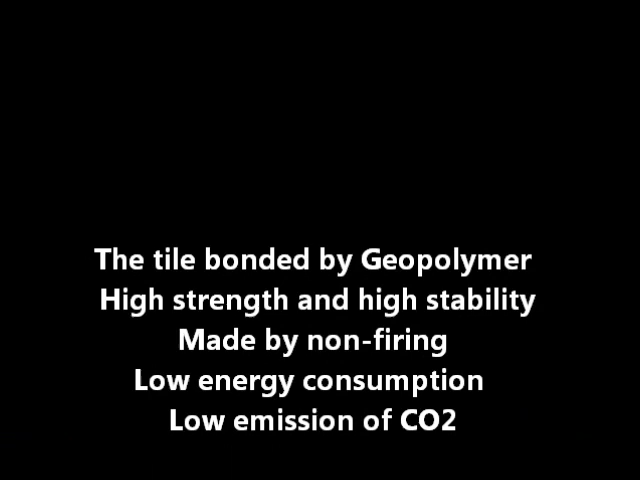 The tile bonded by Geopolymer
High strength and high stability
Made by non-firing
Low energy consumption
Low emission of CO2